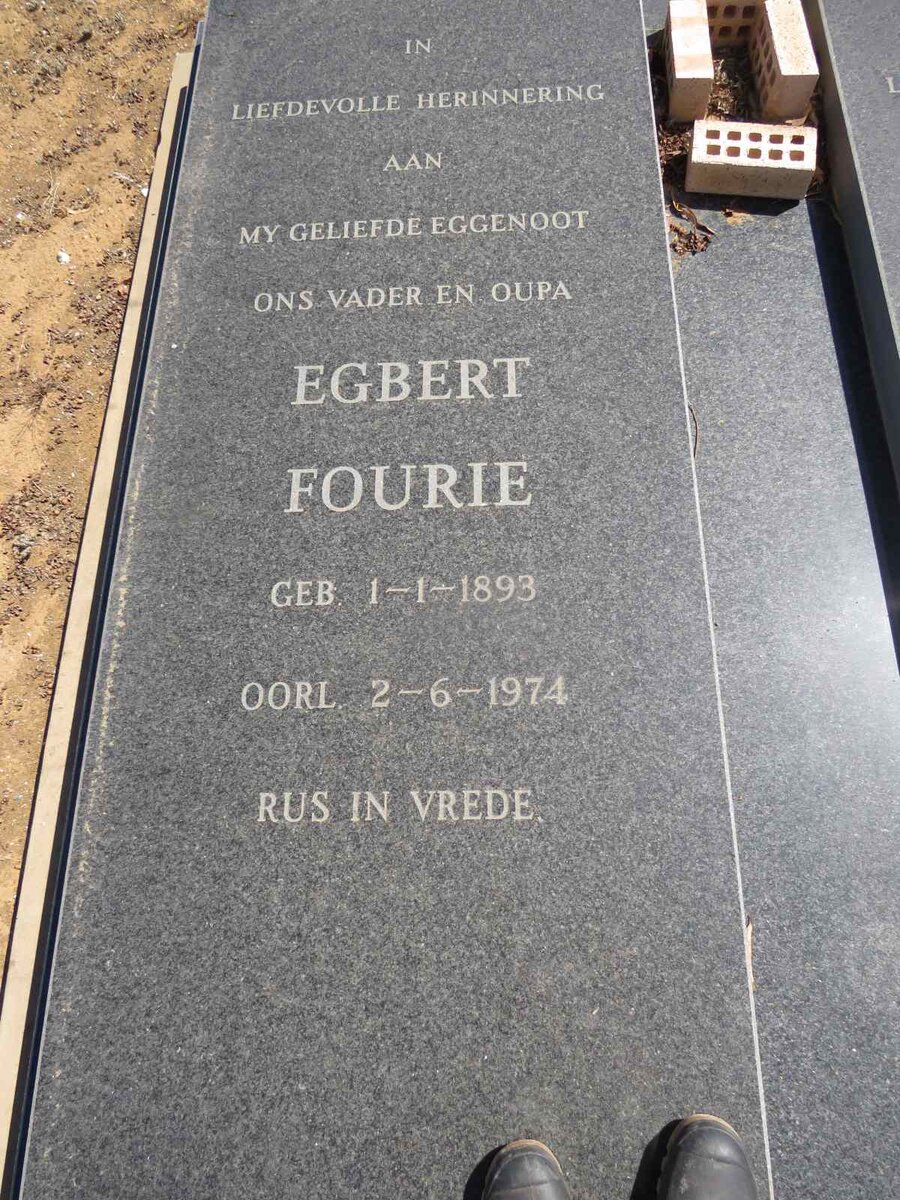 IN
LIEFDEVOLLE HERINNERING
AAN
MY GELIEFDE EGGENOOT
ONS VADER EN OUPA
EGBERT
FOURIE
GEB. 1-1-1893
OORL. 2-6-1974
RUS IN VREDE.